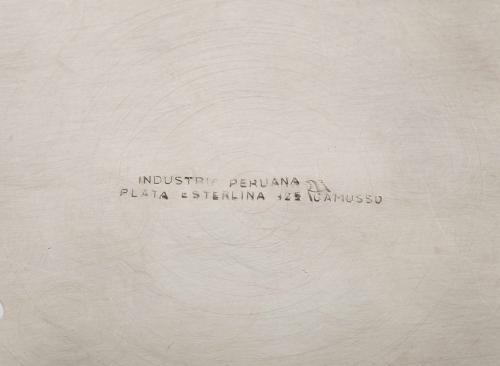 INDUSTRIA PERUANA
PLATA ESTERLINA 925 CAMUSSO